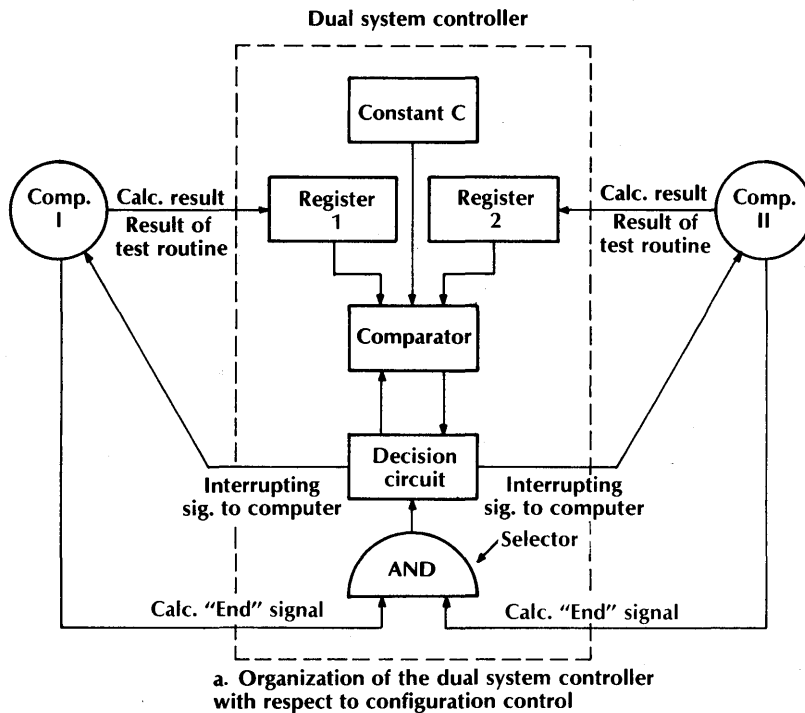 Dual system controller
Constant C
Comp.
I
Calc. result
Result of
test routine
Register
1
Register
2
Calc. result
Result of
test routine
Comp.
II
Comparator
Decision
circuit
Interrupting
sig. to computer
Interrupting
sig. to computer
Selector
AND
Calc. “End” signal
Calc. “End” signal
a. Organization of the dual system controller
with respect to configuration control